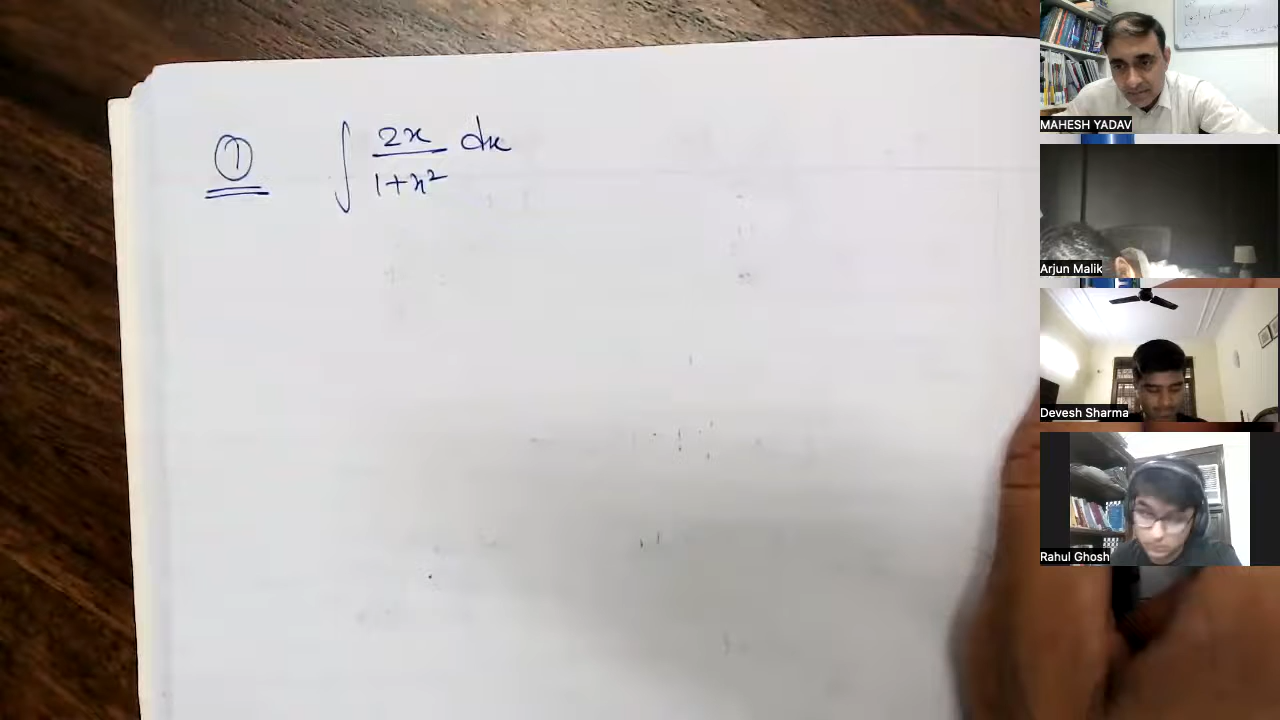 ① ∫ 2x/(1+x²) dx
MAHESH YADAV
Arjun Malik
Devesh Sharma
Rahul Ghosh